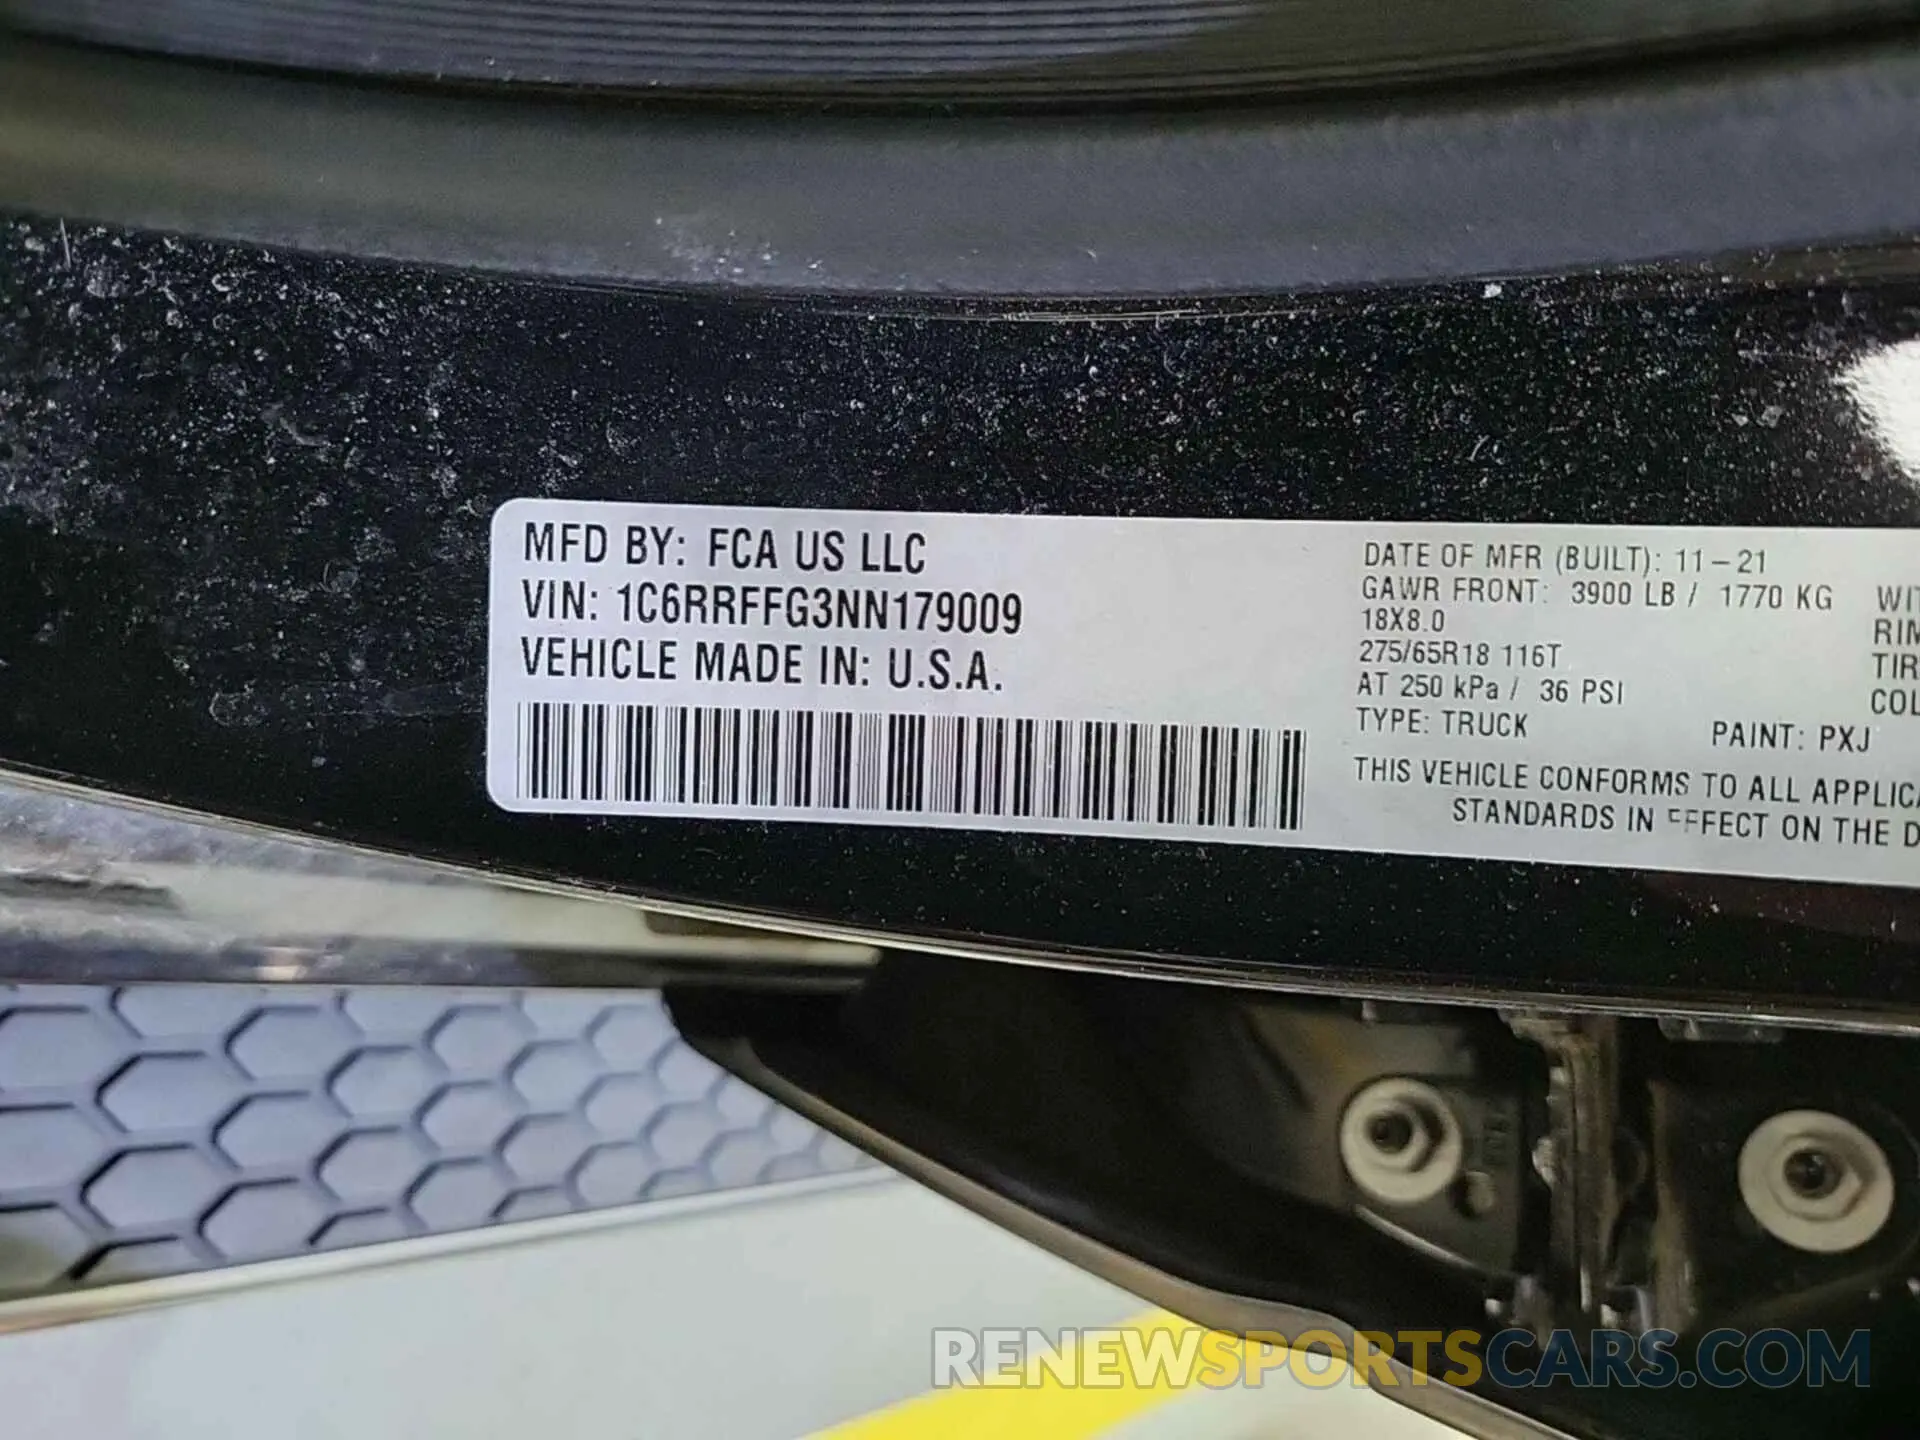 MFD BY: FCA US LLC
VIN: 1C6RRFFG3NN179009
VEHICLE MADE IN: U.S.A.
DATE OF MFR (BUILT): 11-21
GAWR FRONT: 3900 LB / 1770 KG
18X8.0
275/65R18 116T
AT 250 kPa / 36 PSI
TYPE: TRUCK PAINT: PXJ
THIS VEHICLE CONFORMS TO ALL
STANDARDS IN EFFECT ON THE
RENEWSPORTSCARS.COM